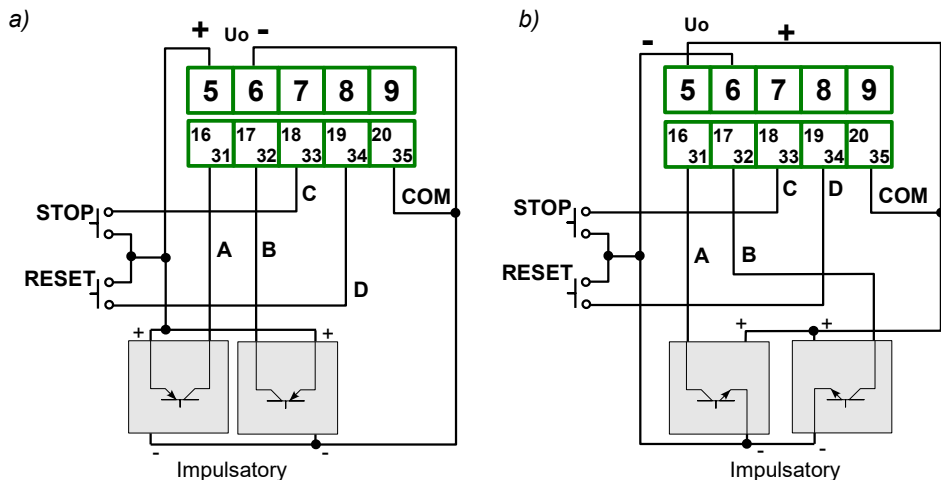 a)
+ Uo -
5 6 7 8 9
16 17 18 19 20
31 32 33 34 35
C
COM
STOP
A B
RESET
D
+ +
- -
Impulsatory
b)
- Uo +
5 6 7 8 9
16 17 18 19 20
31 32 33 34 35
C D
COM
STOP
A B
RESET
+ +
- -
Impulsatory